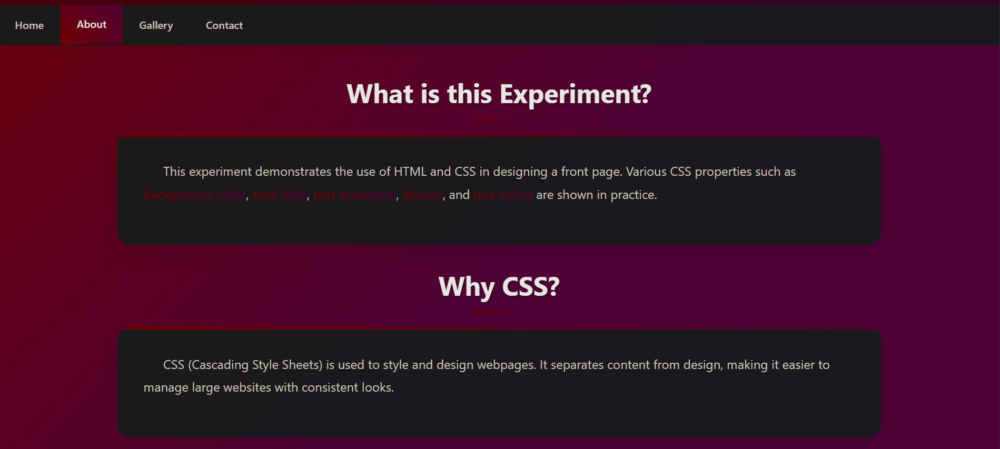 Home About Gallery Contact
What is this Experiment?
This experiment demonstrates the use of HTML and CSS in designing a front page. Various CSS properties such as
background-color, font-style, text-transform, display, and box-sizing are shown in practice.
Why CSS?
CSS (Cascading Style Sheets) is used to style and design webpages. It separates content from design, making it easier to
manage large websites with consistent looks.